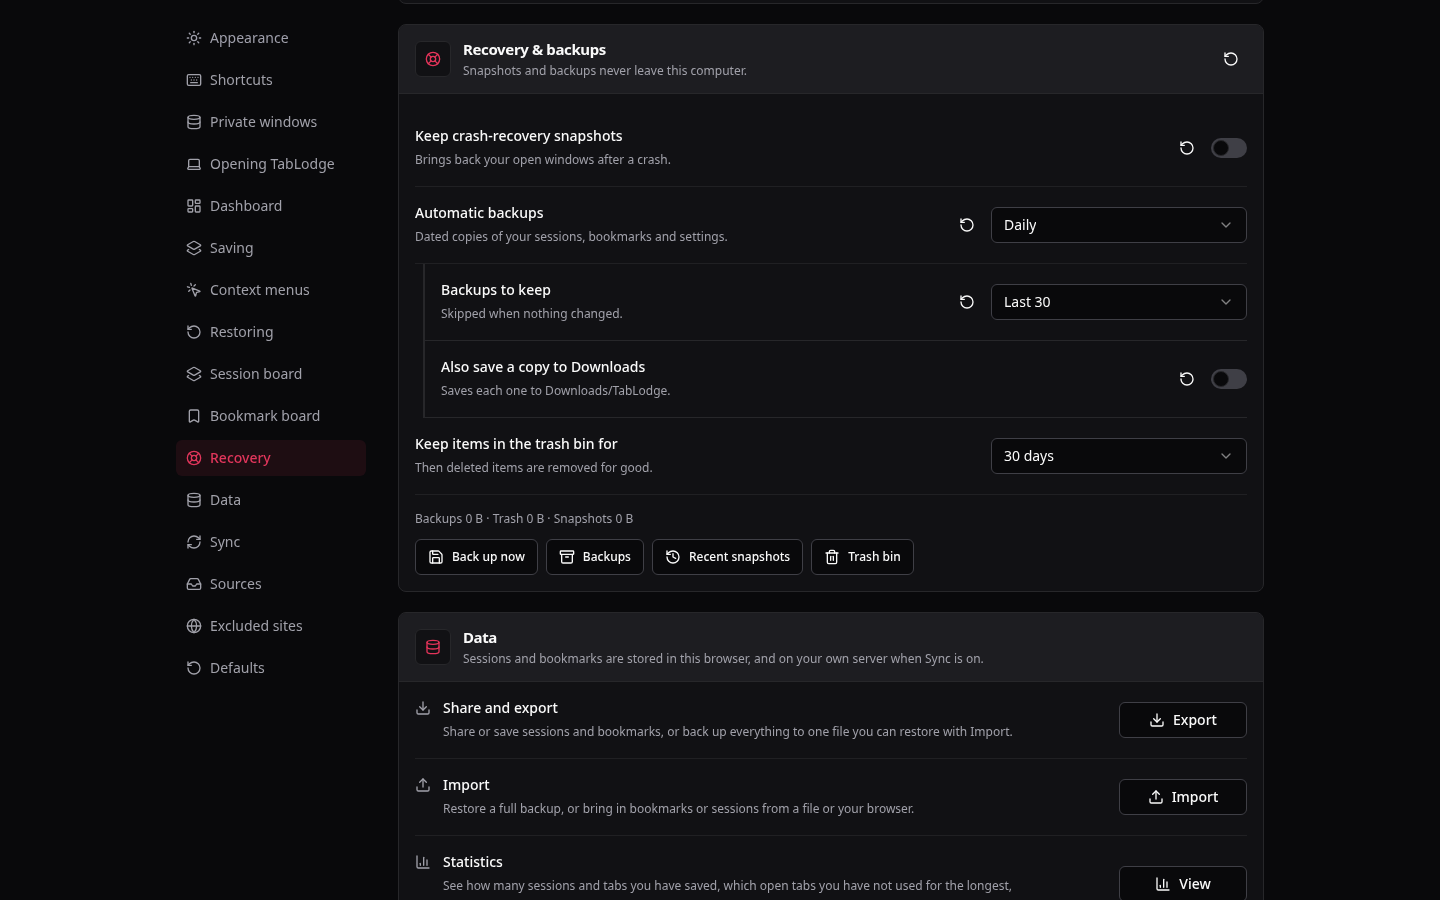 Appearance
Shortcuts
Private windows
Opening TabLodge
Dashboard
Saving
Context menus
Restoring
Session board
Bookmark board
Recovery
Data
Sync
Sources
Excluded sites
Defaults
Recovery & backups
Snapshots and backups never leave this computer.
Keep crash-recovery snapshots
Brings back your open windows after a crash.
Automatic backups
Dated copies of your sessions, bookmarks and settings.
Daily
Backups to keep
Skipped when nothing changed.
Last 30
Also save a copy to Downloads
Saves each one to Downloads/TabLodge.
Keep items in the trash bin for
Then deleted items are removed for good.
30 days
Backups 0 B · Trash 0 B · Snapshots 0 B
Back up now
Backups
Recent snapshots
Trash bin
Data
Sessions and bookmarks are stored in this browser, and on your own server when Sync is on.
Share and export
Share or save sessions and bookmarks, or back up everything to one file you can restore with Import.
Export
Import
Restore a full backup, or bring in bookmarks or sessions from a file or your browser.
Import
Statistics
See how many sessions and tabs you have saved, which open tabs you have not used for the longest,
View